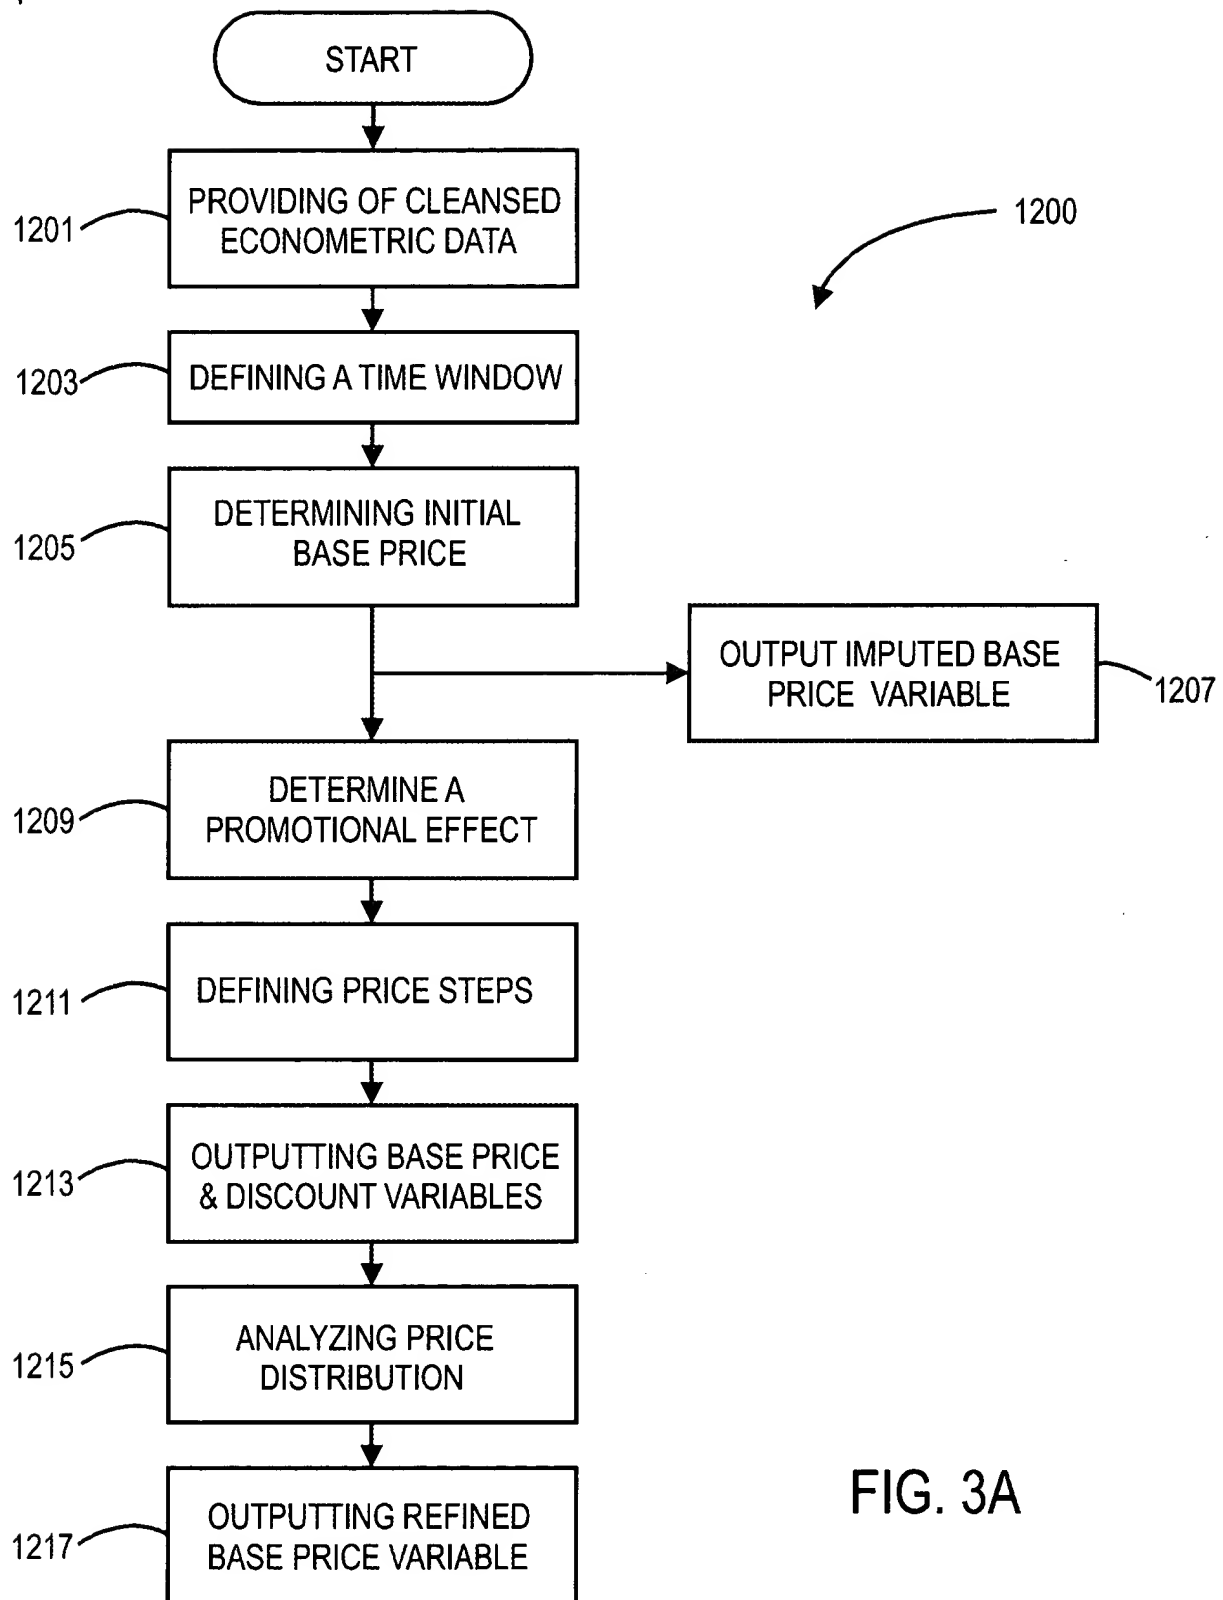 START
1201
PROVIDING OF CLEANSED
ECONOMETRIC DATA
1200
1203
DEFINING A TIME WINDOW
1205
DETERMINING INITIAL
BASE PRICE
OUTPUT IMPUTED BASE
PRICE VARIABLE
1207
1209
DETERMINE A
PROMOTIONAL EFFECT
1211
DEFINING PRICE STEPS
1213
OUTPUTTING BASE PRICE
& DISCOUNT VARIABLES
1215
ANALYZING PRICE
DISTRIBUTION
1217
OUTPUTTING REFINED
BASE PRICE VARIABLE
FIG. 3A